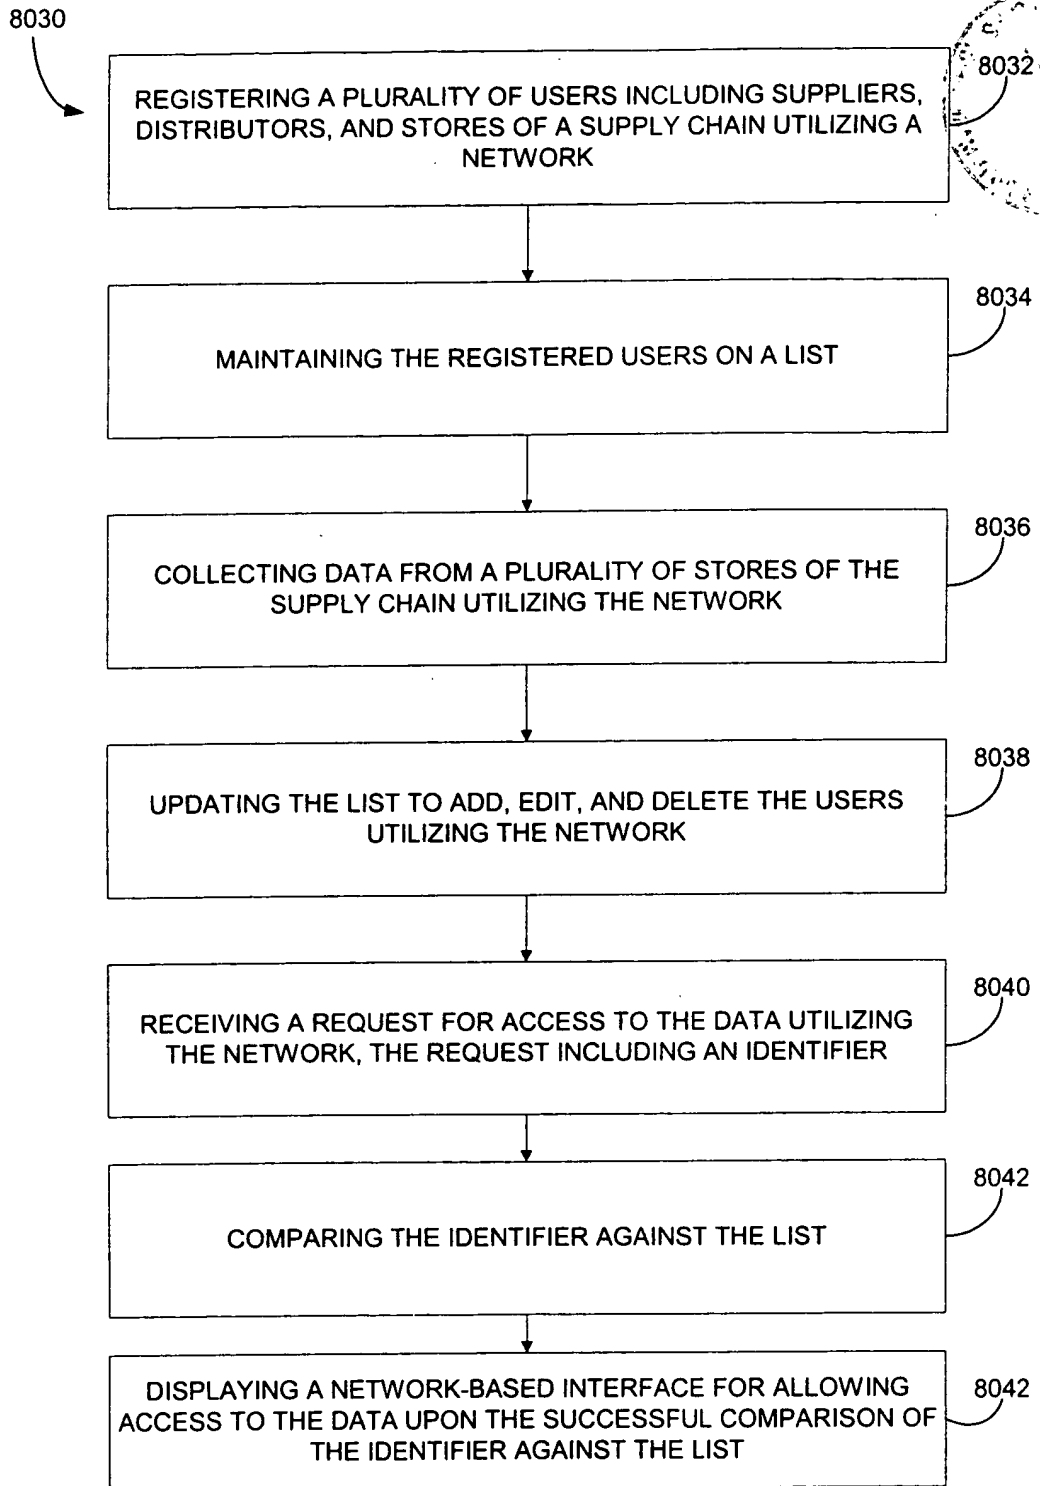 8030
8032
REGISTERING A PLURALITY OF USERS INCLUDING SUPPLIERS,
DISTRIBUTORS, AND STORES OF A SUPPLY CHAIN UTILIZING A
NETWORK
8034
MAINTAINING THE REGISTERED USERS ON A LIST
8036
COLLECTING DATA FROM A PLURALITY OF STORES OF THE
SUPPLY CHAIN UTILIZING THE NETWORK
8038
UPDATING THE LIST TO ADD, EDIT, AND DELETE THE USERS
UTILIZING THE NETWORK
8040
RECEIVING A REQUEST FOR ACCESS TO THE DATA UTILIZING
THE NETWORK, THE REQUEST INCLUDING AN IDENTIFIER
8042
COMPARING THE IDENTIFIER AGAINST THE LIST
8042
DISPLAYING A NETWORK-BASED INTERFACE FOR ALLOWING
ACCESS TO THE DATA UPON THE SUCCESSFUL COMPARISON OF
THE IDENTIFIER AGAINST THE LIST